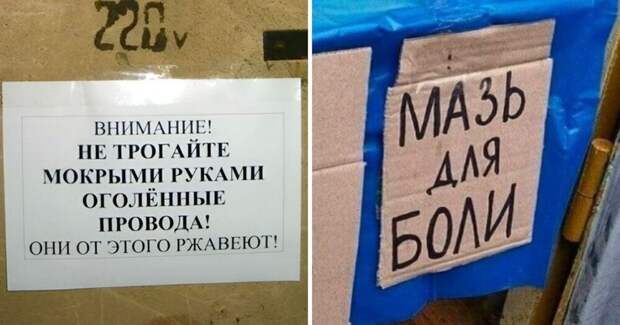 220v
ВНИМАНИЕ!
НЕ ТРОГАЙТЕ
МОКРЫМИ РУКАМИ
ОГОЛЁННЫЕ
ПРОВОДА!
ОНИ ОТ ЭТОГО РЖАВЕЮТ!
МАЗЬ
ДЛЯ
БОЛИ